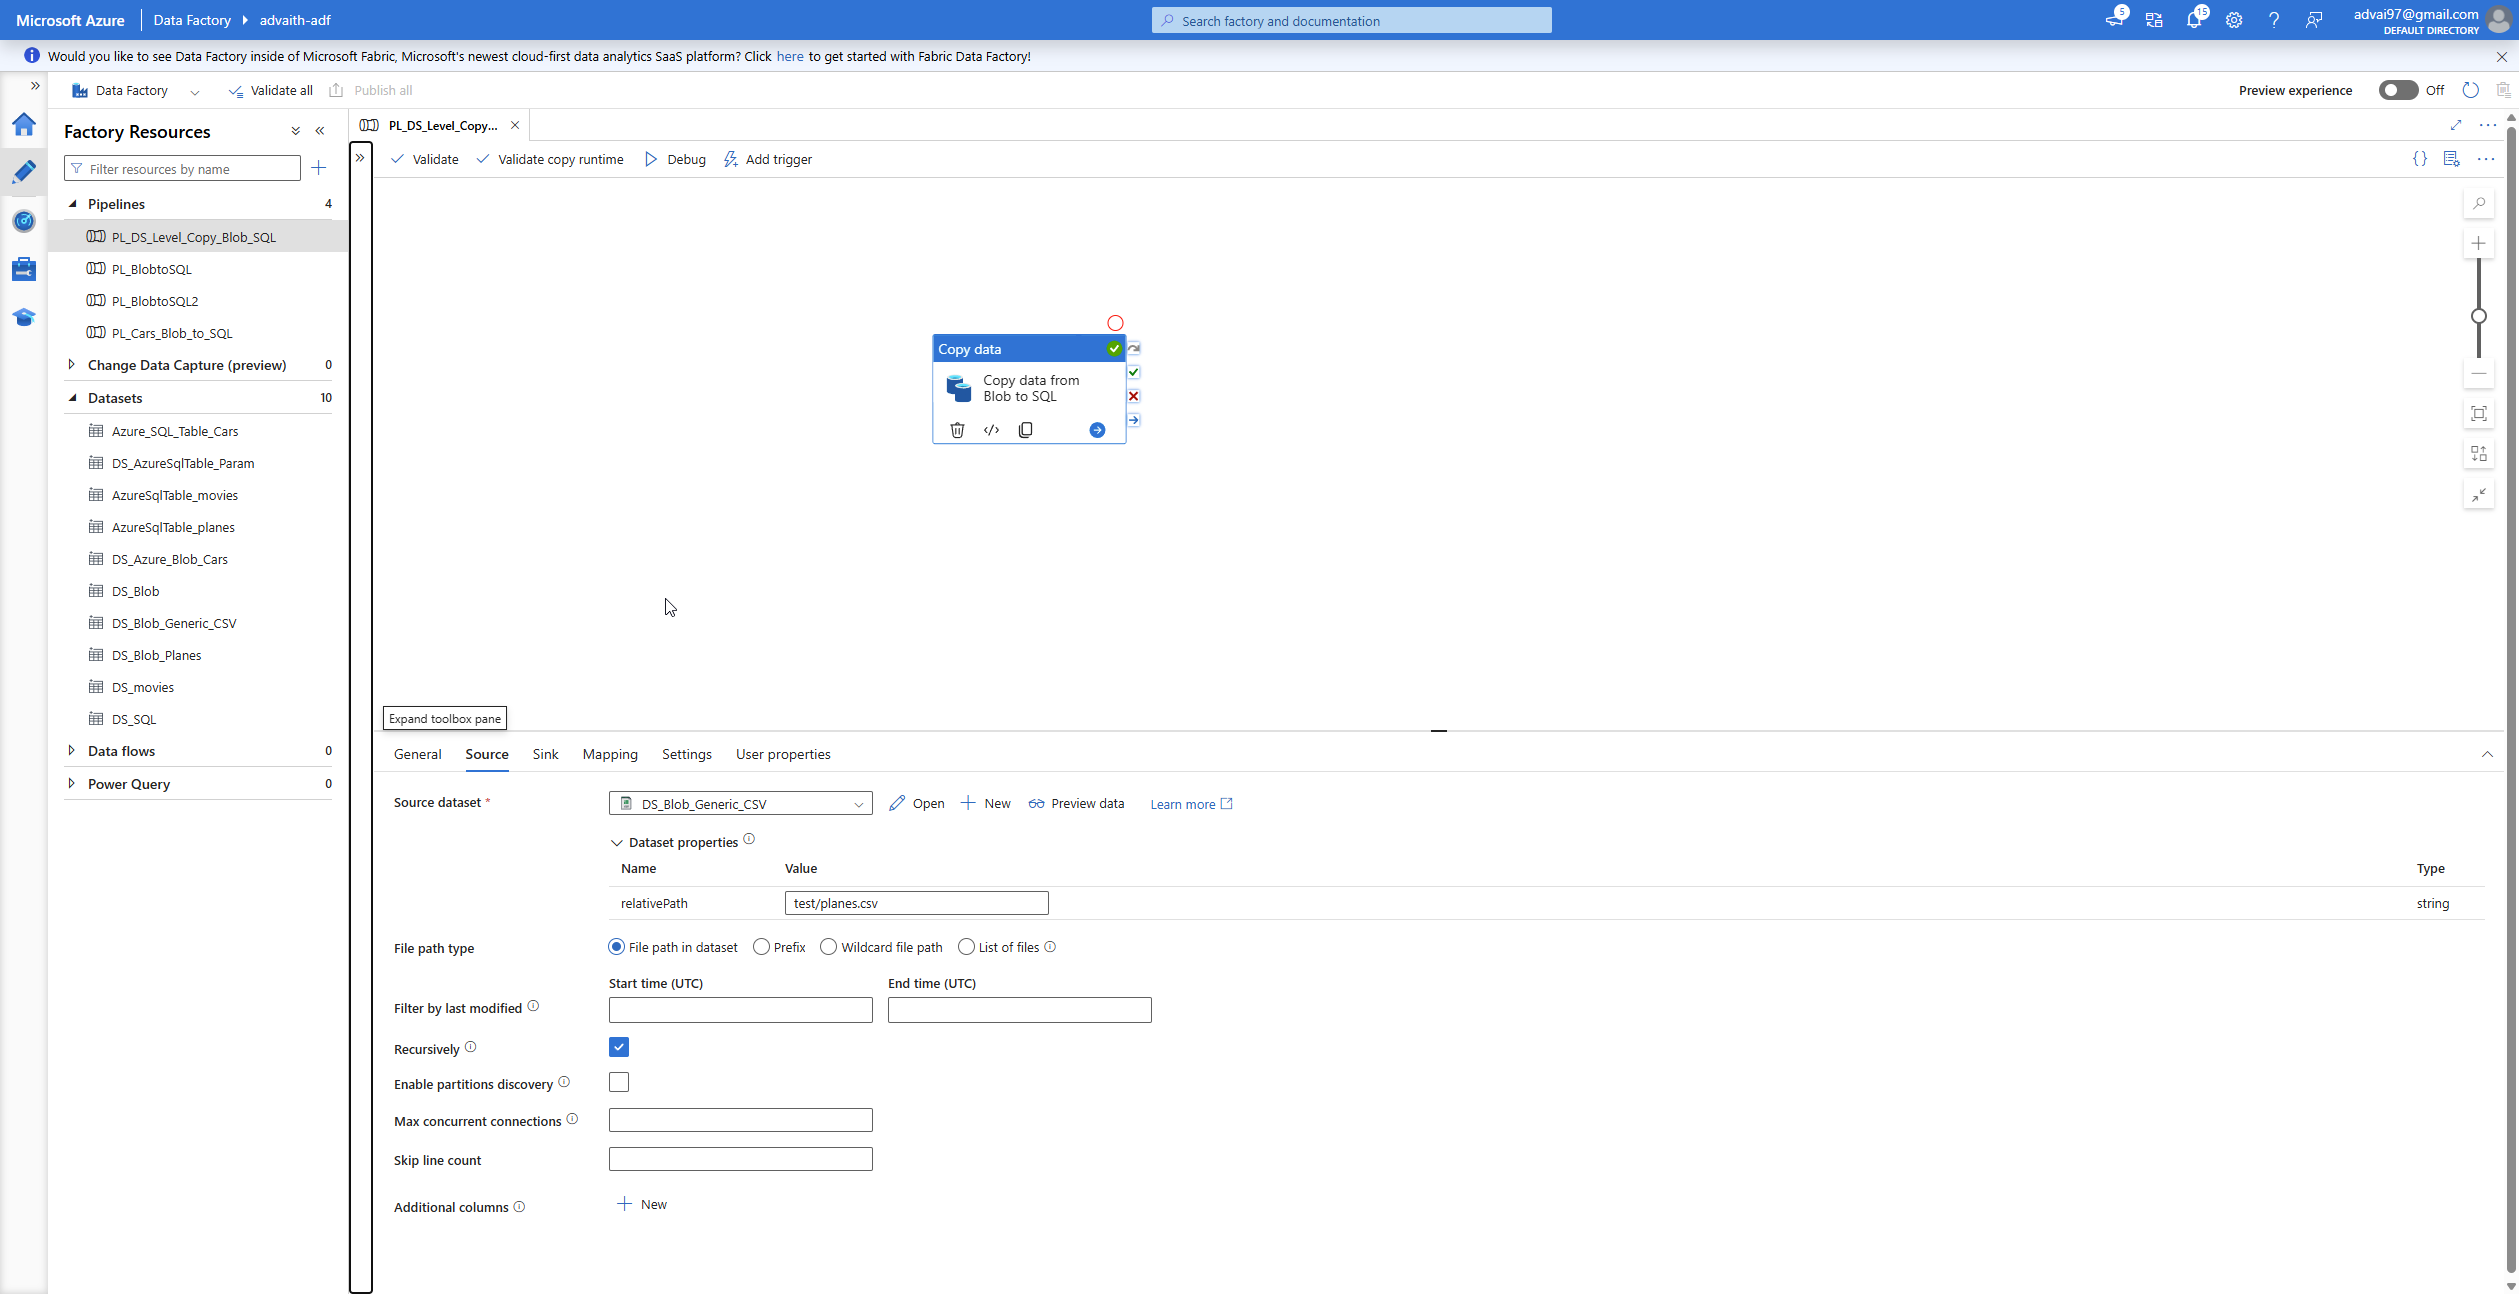 Microsoft Azure
Data Factory
advaith-adf
Search factory and documentation
5
15
?
advai97@gmail.com
DEFAULT DIRECTORY
Would you like to see Data Factory inside of Microsoft Fabric, Microsoft's newest cloud-first data analytics SaaS platform? Click here to get started with Fabric Data Factory!
Data Factory
Validate all
Publish all
Preview experience
Off
Factory Resources
Filter resources by name
Pipelines 4
PL_DS_Level_Copy_Blob_SQL
PL_BlobtoSQL
PL_BlobtoSQL2
PL_Cars_Blob_to_SQL
Change Data Capture (preview) 0
Datasets 10
Azure_SQL_Table_Cars
DS_AzureSqlTable_Param
AzureSqlTable_movies
AzureSqlTable_planes
DS_Azure_Blob_Cars
DS_Blob
DS_Blob_Generic_CSV
DS_Blob_Planes
DS_movies
DS_SQL
Data flows 0
Power Query 0
PL_DS_Level_Copy...
Validate
Validate copy runtime
Debug
Add trigger
Copy data
Copy data from
Blob to SQL
Expand toolbox pane
General
Source
Sink
Mapping
Settings
User properties
Source dataset *
DS_Blob_Generic_CSV
Open
New
Preview data
Learn more
Dataset properties
Name Value Type
relativePath test/planes.csv string
File path type
File path in dataset
Prefix
Wildcard file path
List of files
Start time (UTC)
End time (UTC)
Filter by last modified
Recursively
Enable partitions discovery
Max concurrent connections
Skip line count
Additional columns
New